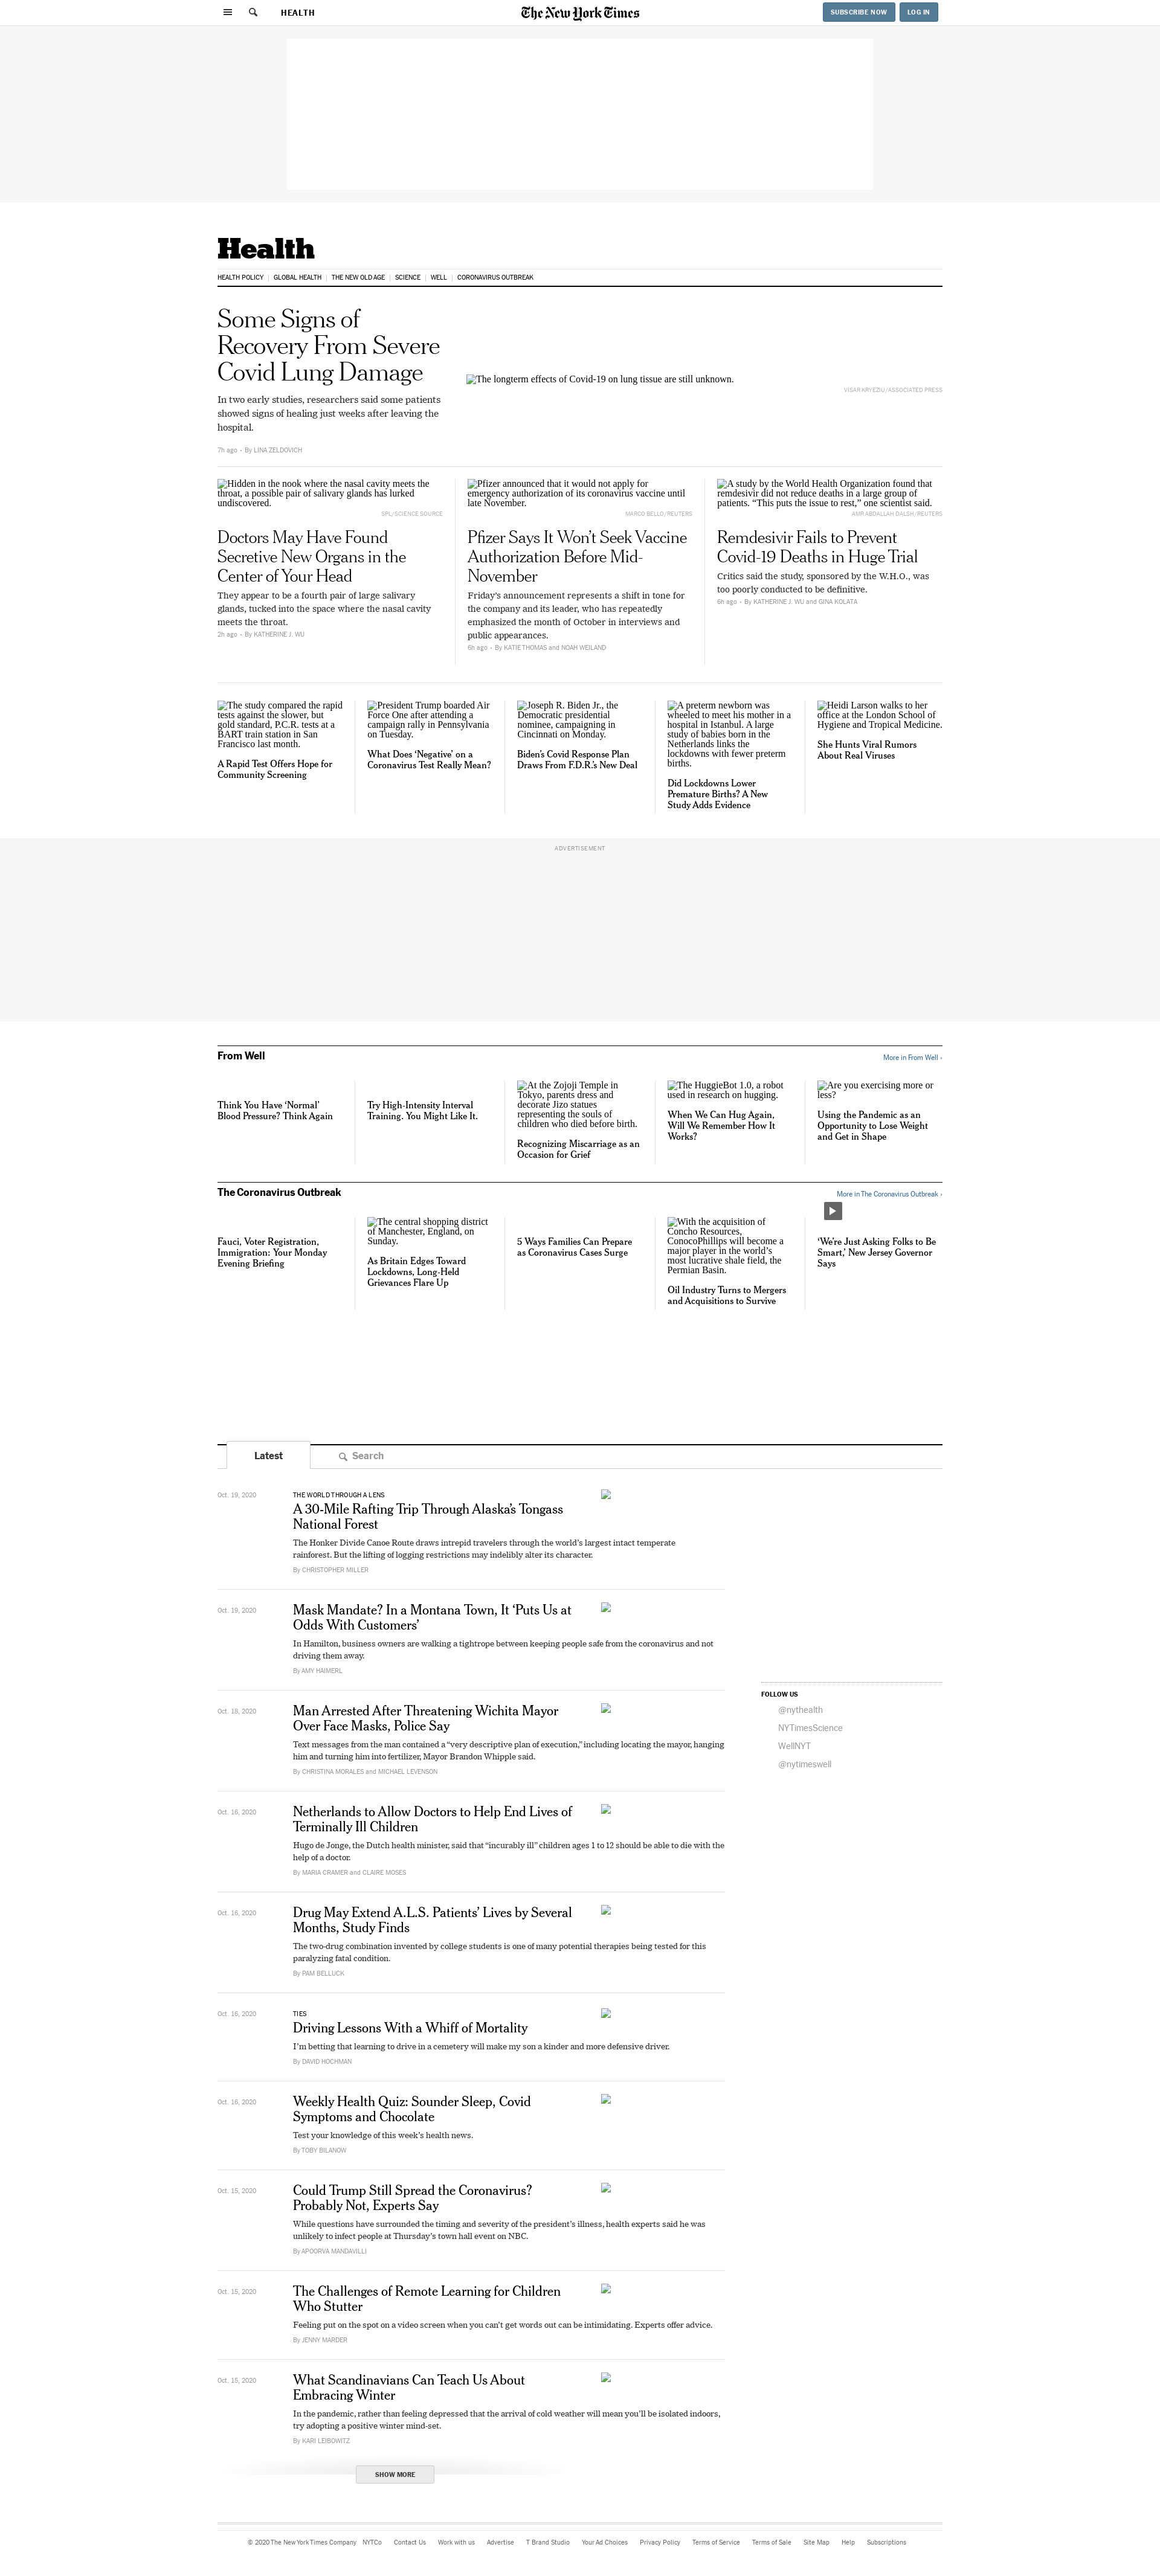 HEALTH
The New York Times
SUBSCRIBE NOW
LOG IN
Health
HEALTH POLICY
GLOBAL HEALTH
THE NEW OLD AGE
SCIENCE
WELL
CORONAVIRUS OUTBREAK
Some Signs of
Recovery From Severe
Covid Lung Damage
In two early studies, researchers said some patients
showed signs of healing just weeks after leaving the
hospital.
7h ago • By LINA ZELDOVICH
The longterm effects of Covid-19 on lung tissue are still unknown.
VISAR KRYEZIU/ASSOCIATED PRESS
Hidden in the nook where the nasal cavity meets the
throat, a possible pair of salivary glands has lurked
undiscovered.
SPL/SCIENCE SOURCE
Doctors May Have Found
Secretive New Organs in the
Center of Your Head
They appear to be a fourth pair of large salivary
glands, tucked into the space where the nasal cavity
meets the throat.
2h ago • By KATHERINE J. WU
Pfizer announced that it would not apply for
emergency authorization of its coronavirus vaccine until
late November.
MARCO BELLO/REUTERS
Pfizer Says It Won’t Seek Vaccine
Authorization Before Mid-
November
Friday’s announcement represents a shift in tone for
the company and its leader, who has repeatedly
emphasized the month of October in interviews and
public appearances.
6h ago • By KATIE THOMAS and NOAH WEILAND
A study by the World Health Organization found that
remdesivir did not reduce deaths in a large group of
patients. “This puts the issue to rest,” one scientist said.
AMR ABDALLAH DALSH/REUTERS
Remdesivir Fails to Prevent
Covid-19 Deaths in Huge Trial
Critics said the study, sponsored by the W.H.O., was
too poorly conducted to be definitive.
6h ago • By KATHERINE J. WU and GINA KOLATA
The study compared the rapid
tests against the slower, but
gold standard, P.C.R. tests at a
BART train station in San
Francisco last month.
A Rapid Test Offers Hope for
Community Screening
President Trump boarded Air
Force One after attending a
campaign rally in Pennsylvania
on Tuesday.
What Does ‘Negative’ on a
Coronavirus Test Really Mean?
Joseph R. Biden Jr., the
Democratic presidential
nominee, campaigning in
Cincinnati on Monday.
Biden’s Covid Response Plan
Draws From F.D.R.’s New Deal
A preterm newborn was
wheeled to meet his mother in a
hospital in Istanbul. A large
study of babies born in the
Netherlands links the
lockdowns with fewer preterm
births.
Did Lockdowns Lower
Premature Births? A New
Study Adds Evidence
Heidi Larson walks to her
office at the London School of
Hygiene and Tropical Medicine.
She Hunts Viral Rumors
About Real Viruses
ADVERTISEMENT
From Well
More in From Well ›
Think You Have ‘Normal’
Blood Pressure? Think Again
Try High-Intensity Interval
Training. You Might Like It.
At the Zojoji Temple in
Tokyo, parents dress and
decorate Jizo statues
representing the souls of
children who died before birth.
Recognizing Miscarriage as an
Occasion for Grief
The HuggieBot 1.0, a robot
used in research on hugging.
When We Can Hug Again,
Will We Remember How It
Works?
Are you exercising more or
less?
Using the Pandemic as an
Opportunity to Lose Weight
and Get in Shape
The Coronavirus Outbreak
More in The Coronavirus Outbreak ›
Fauci, Voter Registration,
Immigration: Your Monday
Evening Briefing
The central shopping district
of Manchester, England, on
Sunday.
As Britain Edges Toward
Lockdowns, Long-Held
Grievances Flare Up
5 Ways Families Can Prepare
as Coronavirus Cases Surge
With the acquisition of
Concho Resources,
ConocoPhillips will become a
major player in the world’s
most lucrative shale field, the
Permian Basin.
Oil Industry Turns to Mergers
and Acquisitions to Survive
‘We’re Just Asking Folks to Be
Smart,’ New Jersey Governor
Says
Latest
Search
Oct. 19, 2020
THE WORLD THROUGH A LENS
A 30-Mile Rafting Trip Through Alaska’s Tongass
National Forest
The Honker Divide Canoe Route draws intrepid travelers through the world’s largest intact temperate
rainforest. But the lifting of logging restrictions may indelibly alter its character.
By CHRISTOPHER MILLER
Oct. 19, 2020
Mask Mandate? In a Montana Town, It ‘Puts Us at
Odds With Customers’
In Hamilton, business owners are walking a tightrope between keeping people safe from the coronavirus and not
driving them away.
By AMY HAIMERL
Oct. 18, 2020
Man Arrested After Threatening Wichita Mayor
Over Face Masks, Police Say
Text messages from the man contained a “very descriptive plan of execution,” including locating the mayor, hanging
him and turning him into fertilizer, Mayor Brandon Whipple said.
By CHRISTINA MORALES and MICHAEL LEVENSON
Oct. 16, 2020
Netherlands to Allow Doctors to Help End Lives of
Terminally Ill Children
Hugo de Jonge, the Dutch health minister, said that “incurably ill” children ages 1 to 12 should be able to die with the
help of a doctor.
By MARIA CRAMER and CLAIRE MOSES
Oct. 16, 2020
Drug May Extend A.L.S. Patients’ Lives by Several
Months, Study Finds
The two-drug combination invented by college students is one of many potential therapies being tested for this
paralyzing fatal condition.
By PAM BELLUCK
Oct. 16, 2020
TIES
Driving Lessons With a Whiff of Mortality
I’m betting that learning to drive in a cemetery will make my son a kinder and more defensive driver.
By DAVID HOCHMAN
Oct. 16, 2020
Weekly Health Quiz: Sounder Sleep, Covid
Symptoms and Chocolate
Test your knowledge of this week’s health news.
By TOBY BILANOW
Oct. 15, 2020
Could Trump Still Spread the Coronavirus?
Probably Not, Experts Say
While questions have surrounded the timing and severity of the president’s illness, health experts said he was
unlikely to infect people at Thursday’s town hall event on NBC.
By APOORVA MANDAVILLI
Oct. 15, 2020
The Challenges of Remote Learning for Children
Who Stutter
Feeling put on the spot on a video screen when you can’t get words out can be intimidating. Experts offer advice.
By JENNY MARDER
Oct. 15, 2020
What Scandinavians Can Teach Us About
Embracing Winter
In the pandemic, rather than feeling depressed that the arrival of cold weather will mean you’ll be isolated indoors,
try adopting a positive winter mind-set.
By KARI LEIBOWITZ
SHOW MORE
FOLLOW US
@nythealth
NYTimesScience
WellNYT
@nytimeswell
© 2020 The New York Times Company NYTCo Contact Us Work with us Advertise T Brand Studio Your Ad Choices Privacy Policy Terms of Service Terms of Sale Site Map Help Subscriptions